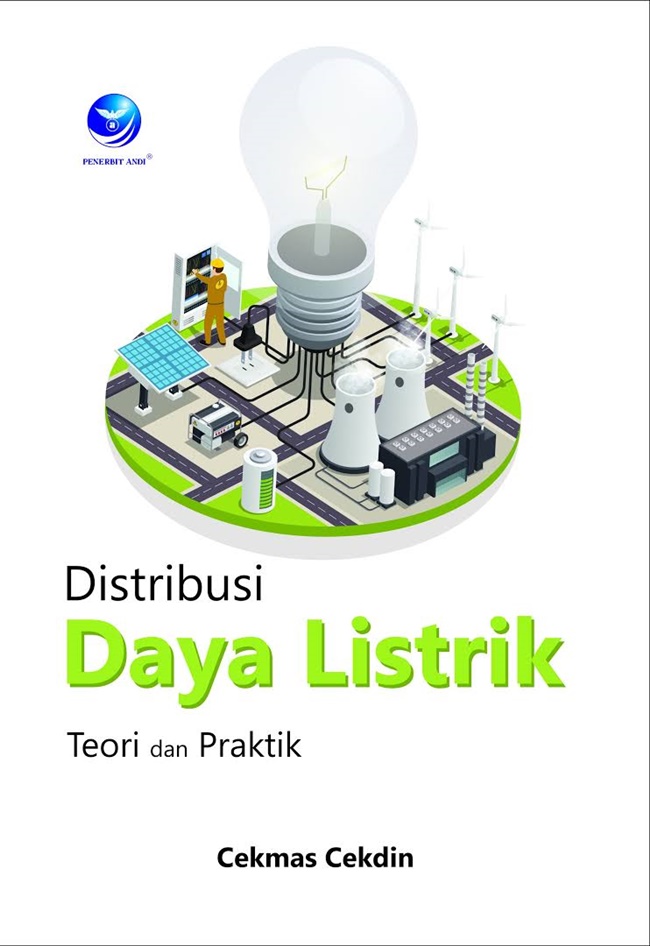 PENERBIT ANDI®
Distribusi
Daya Listrik
Teori dan Praktik
Cekmas Cekdin